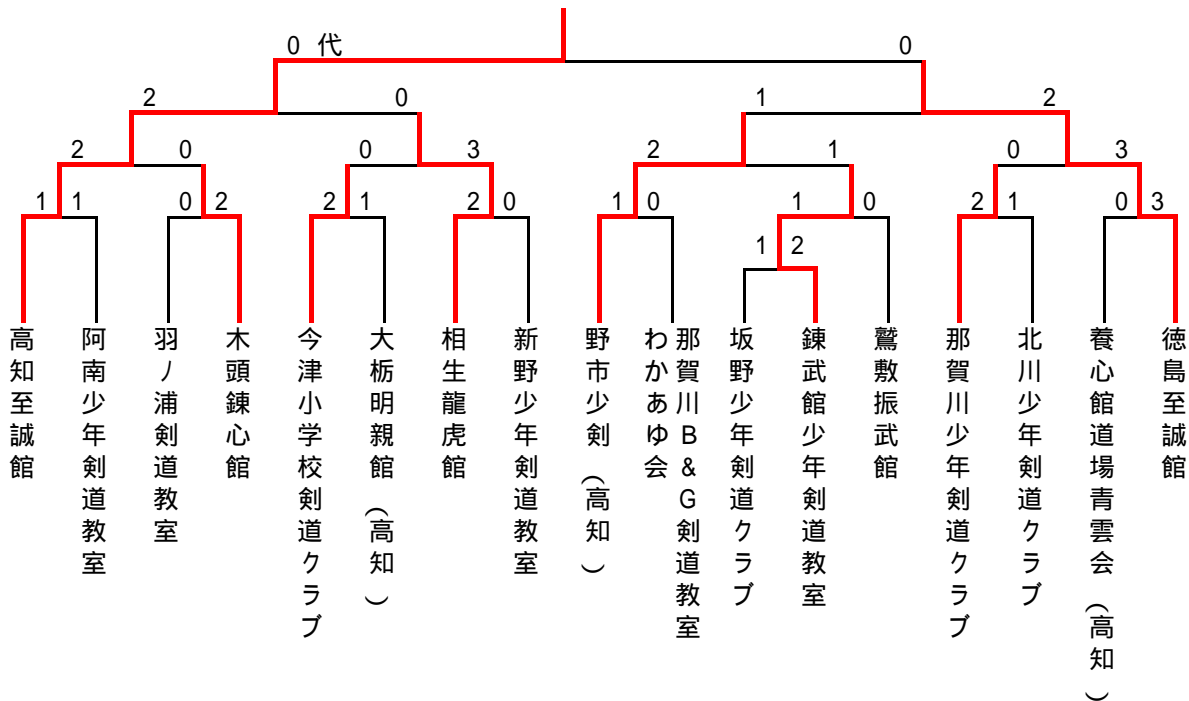 0 代 0
2 0 1 2
2 0 0 3 2 1 0 3
1 1 0 2 2 1 2 0 1 0 1 0 2 1 0 3
1 2
高知至誠館
阿南少年剣道教室
羽ノ浦剣道教室
木頭錬心館
今津小学校剣道クラブ
大栃明親館(高知)
相生龍虎館
新野少年剣道教室
野市少剣(高知)
那賀川B&G剣道教室
わかあゆ会
坂野少年剣道クラブ
錬武館少年剣道教室
鷲敷振武館
那賀川少年剣道クラブ
北川少年剣道クラブ
養心館道場青雲会(高知)
徳島至誠館